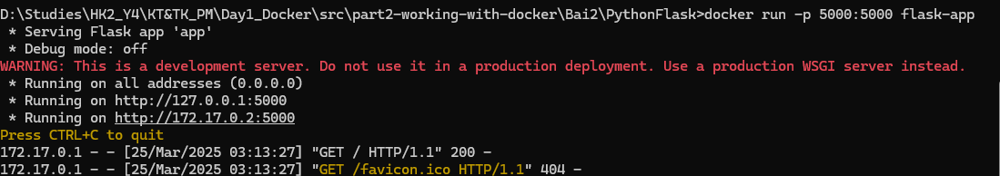 D:\Studies\HK2_Y4\KT&TK_PM\Day1_Docker\src\part2-working-with-docker\Bai2\PythonFlask>docker run -p 5000:5000 flask-app
 * Serving Flask app 'app'
 * Debug mode: off
WARNING: This is a development server. Do not use it in a production deployment. Use a production WSGI server instead.
 * Running on all addresses (0.0.0.0)
 * Running on http://127.0.0.1:5000
 * Running on http://172.17.0.2:5000
Press CTRL+C to quit
172.17.0.1 - - [25/Mar/2025 03:13:27] "GET / HTTP/1.1" 200 -
172.17.0.1 - - [25/Mar/2025 03:13:27] "GET /favicon.ico HTTP/1.1" 404 -